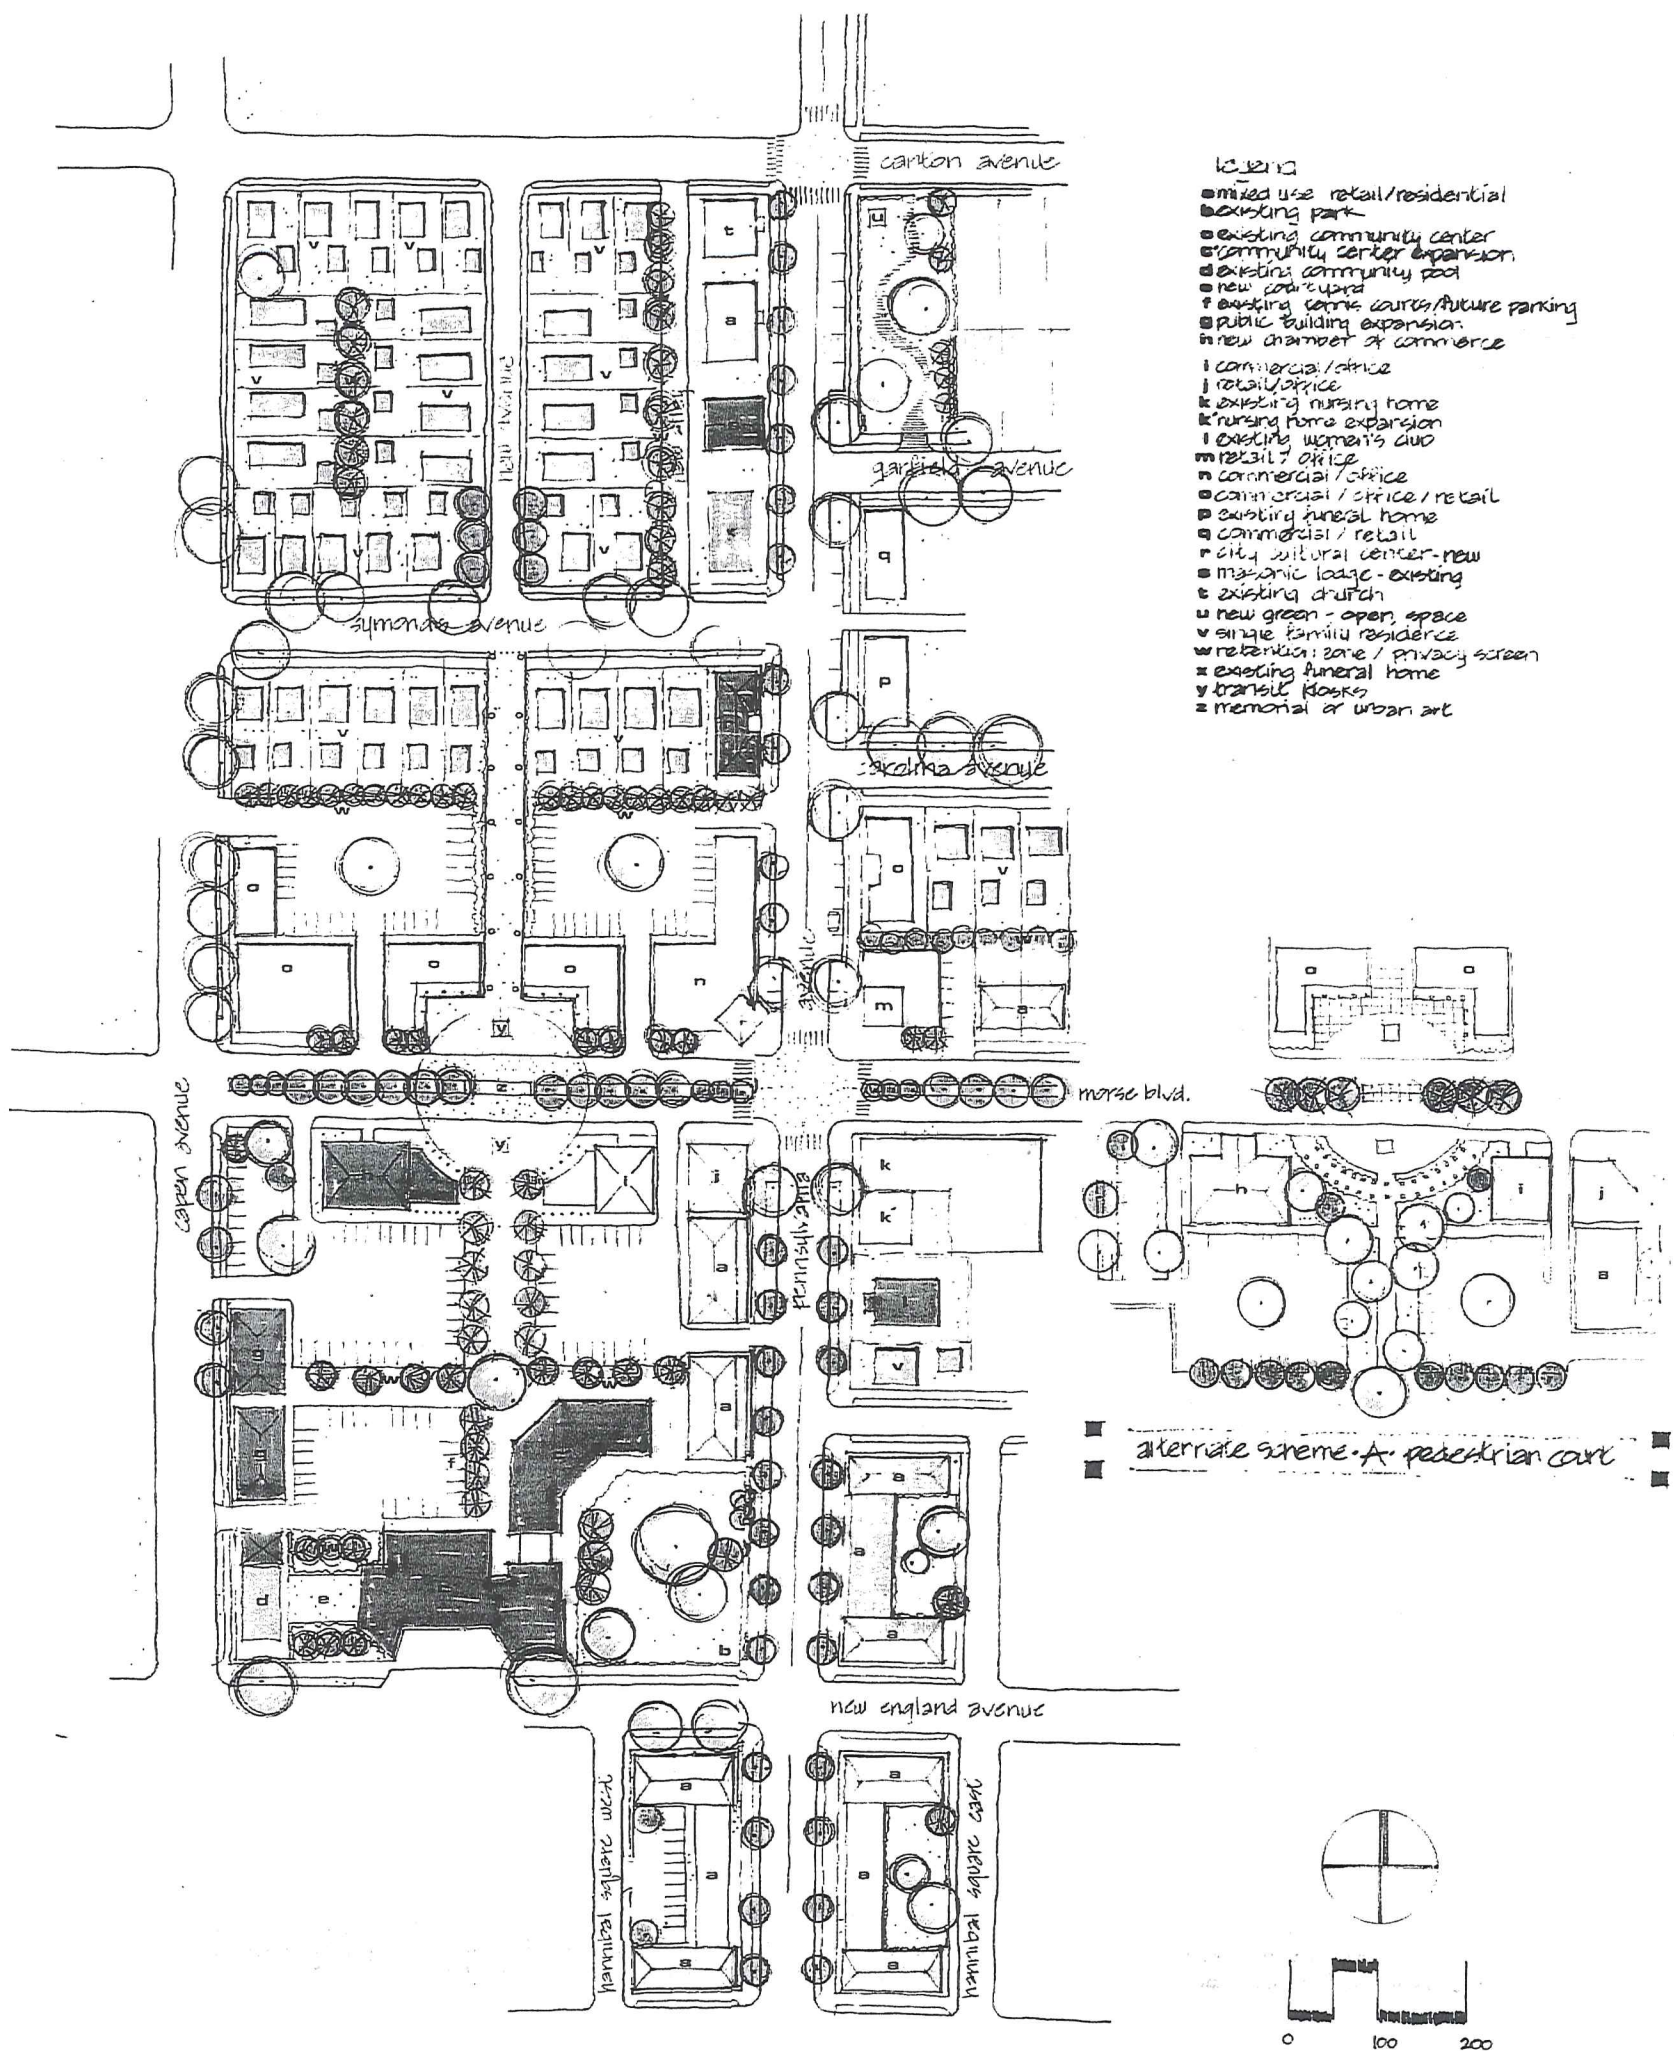 canton avenue
legend
a mixed use retail/residential
b existing park
c existing community center
c' community center expansion
d existing community pool
e new courtyard
f existing tennis courts/future parking
g public building expansion
h new chamber of commerce
i commercial/office
j retail/office
k existing nursing home
k' nursing home expansion
l existing women's club
m retail / office
n commercial / office
o commercial / office / retail
p existing funeral home
q commercial / retail
r city cultural center-new
s masonic lodge - existing
t existing church
u new green - open space
v single family residence
w retention zone / privacy screen
x existing funeral home
y transit kiosks
z memorial or urban art
garfield avenue
symonds avenue
carolina avenue
avenue
morse blvd.
capen avenue
Pennsylvania
alternate scheme · A · pedestrian court
new england avenue
hannibal square west
hannibal square east
0 100 200
u
t
a
v
q
p
o
n
m
y
z
j
k
k'
i
v
g
w
f
d
e
b
h